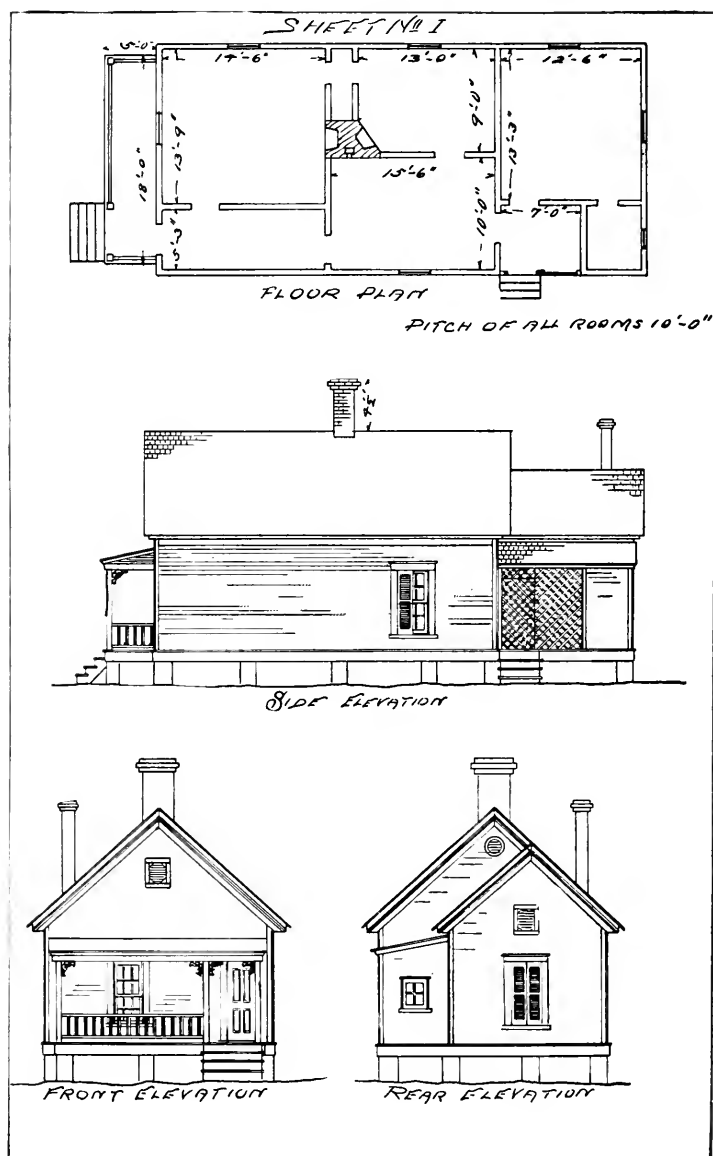 SHEET No I
5'-0"
14'-6"
13'-0"
12'-6"
18'-0"
13'-9"
9'-0"
13'-3"
15'-6"
10'-0"
7'-0"
5'-3"
FLOOR PLAN
PITCH OF ALL ROOMS 10'-0"
SIDE ELEVATION
FRONT ELEVATION
REAR ELEVATION